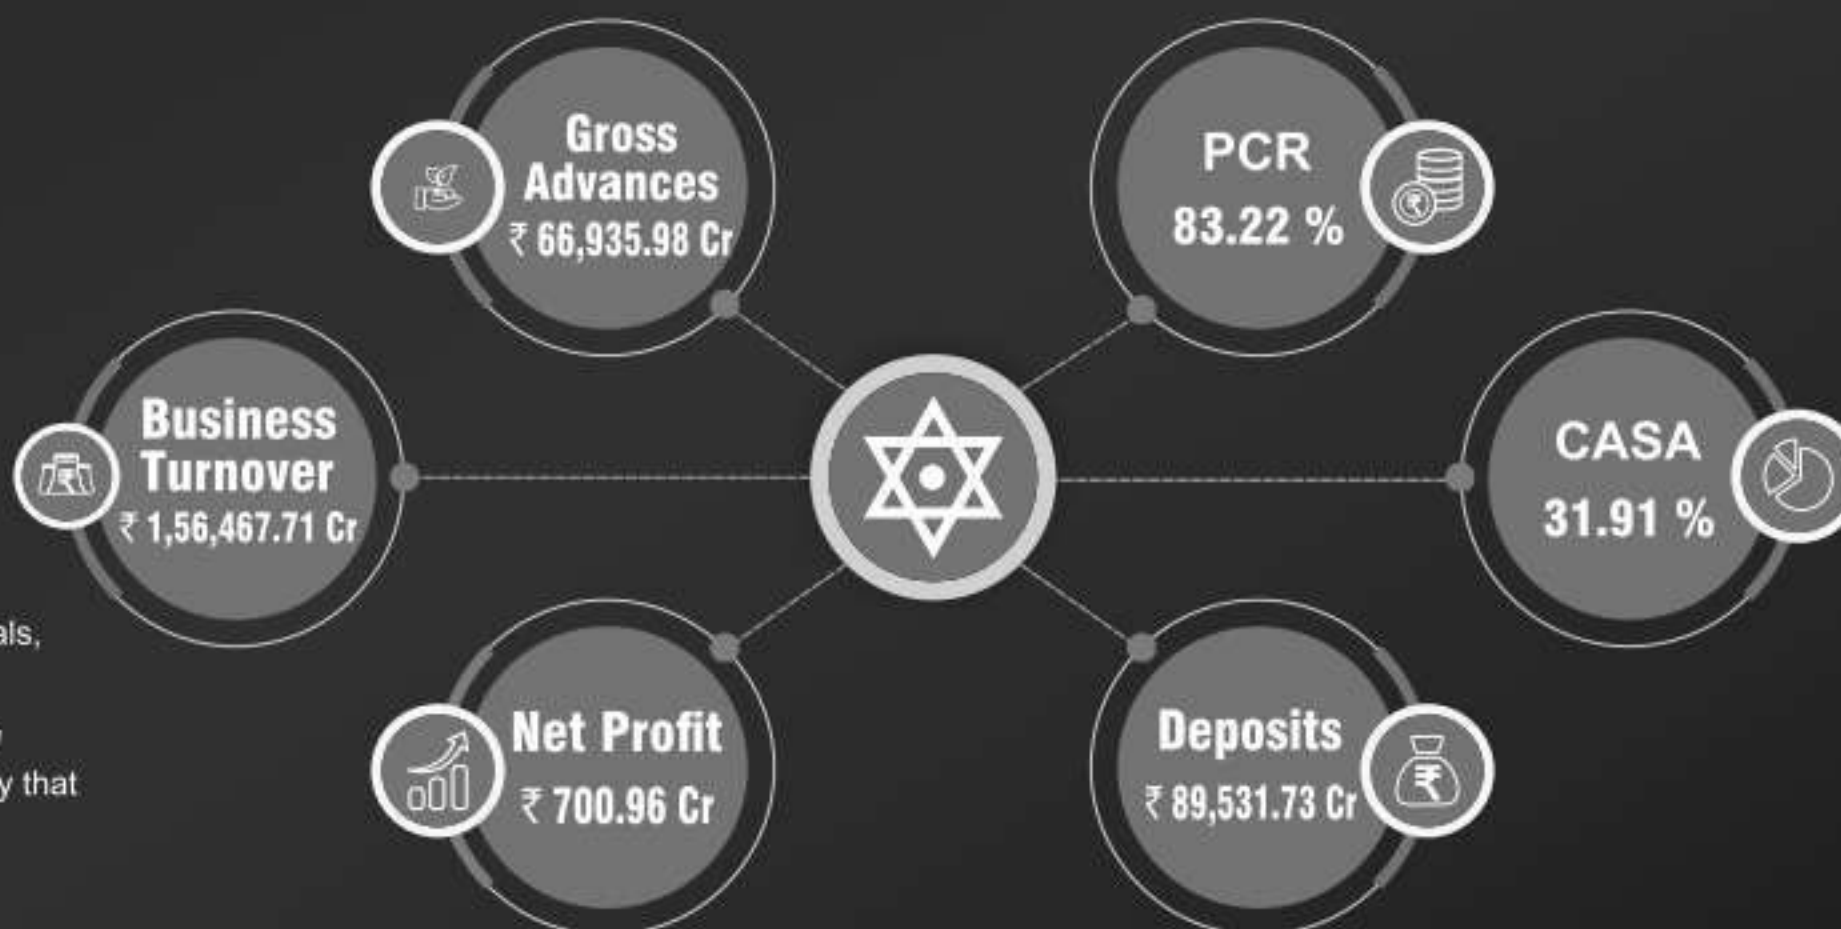 Gross
Advances
₹ 66,935.98 Cr
PCR
83.22 %
Business
Turnover
₹ 1,56,467.71 Cr
CASA
31.91 %
Net Profit
₹ 700.96 Cr
Deposits
₹ 89,531.73 Cr
that